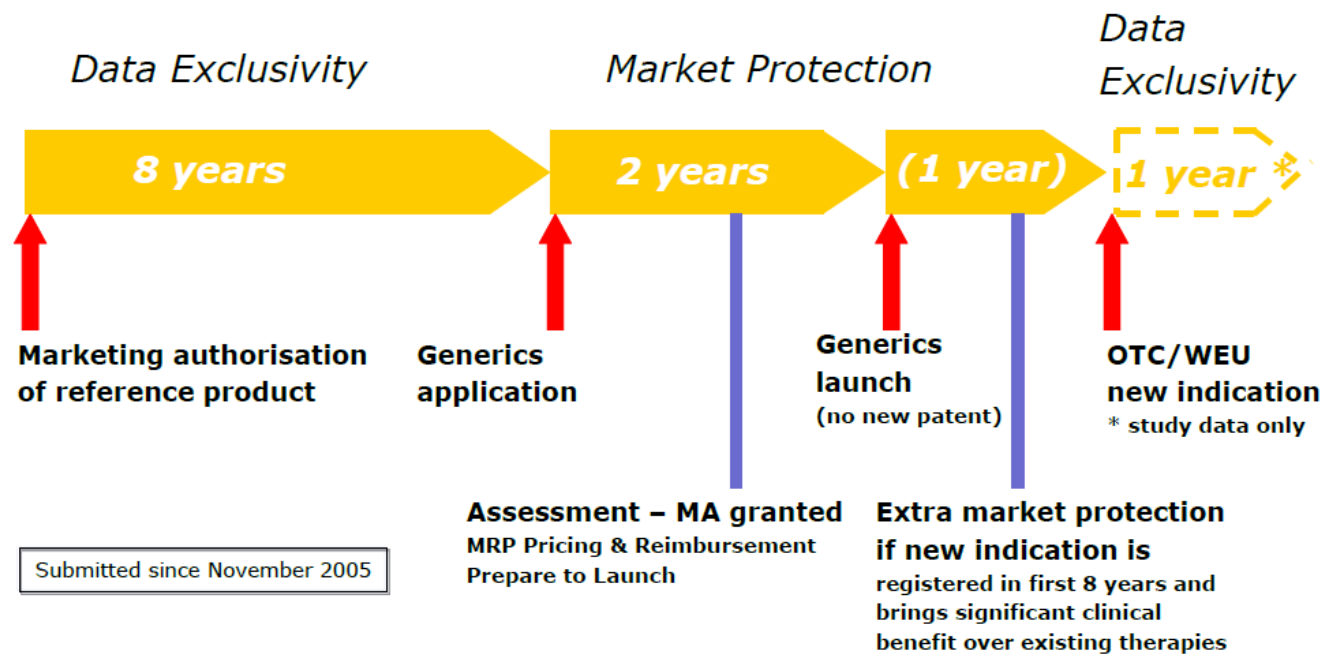 Data Exclusivity
Market Protection
Data
Exclusivity
8 years
2 years
(1 year)
1 year *
Marketing authorisation
of reference product
Generics
application
Generics
launch
(no new patent)
OTC/WEU
new indication
* study data only
Assessment – MA granted
MRP Pricing & Reimbursement
Prepare to Launch
Extra market protection
if new indication is
registered in first 8 years and
brings significant clinical
benefit over existing therapies
Submitted since November 2005